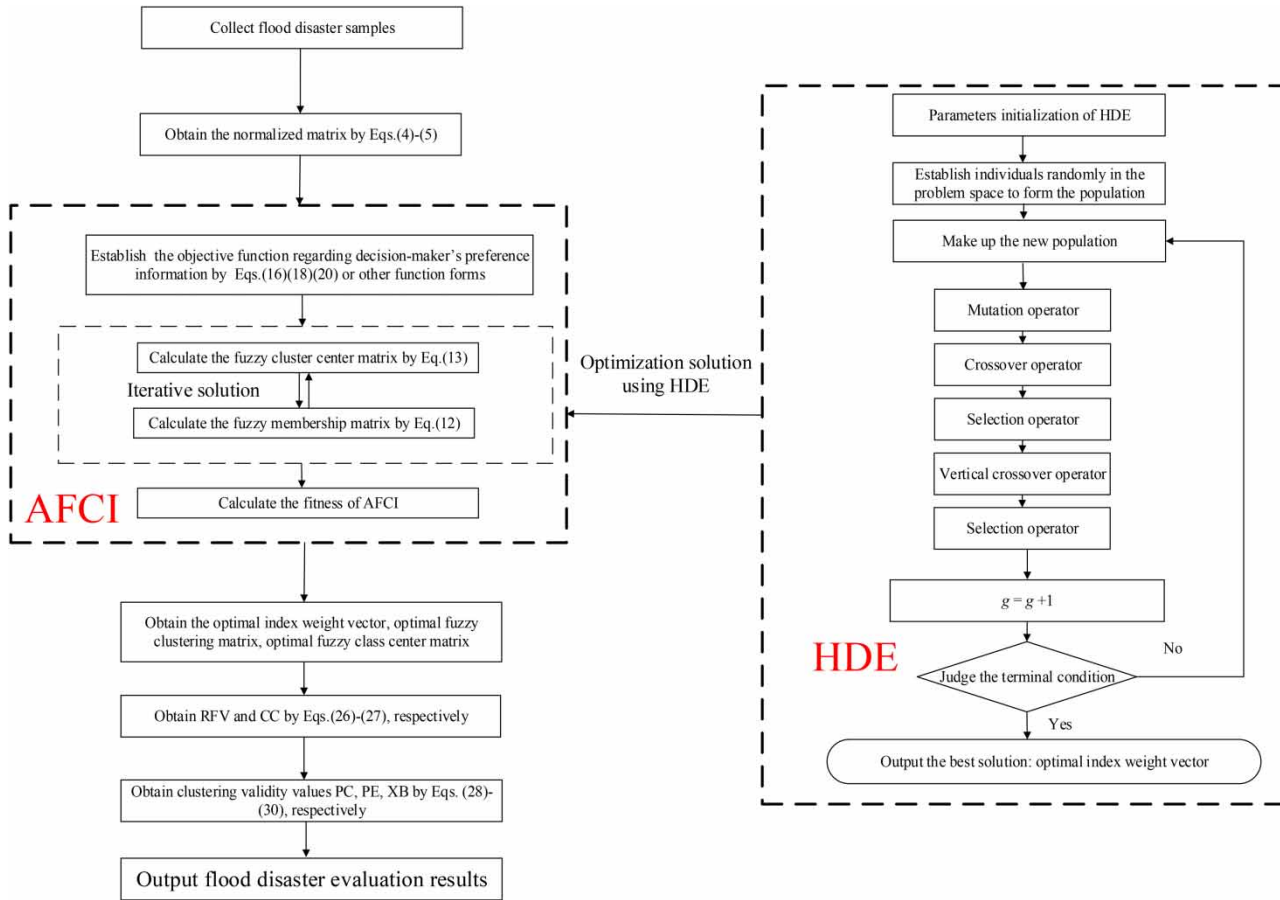 Collect flood disaster samples
Obtain the normalized matrix by Eqs.(4)-(5)
Establish the objective function regarding decision-maker's preference
information by Eqs.(16)(18)(20) or other function forms
Calculate the fuzzy cluster center matrix by Eq.(13)
Iterative solution
Calculate the fuzzy membership matrix by Eq.(12)
Calculate the fitness of AFCI
AFCI
Obtain the optimal index weight vector, optimal fuzzy
clustering matrix, optimal fuzzy class center matrix
Obtain RFV and CC by Eqs.(26)-(27), respectively
Obtain clustering validity values PC, PE, XB by Eqs. (28)-
(30), respectively
Output flood disaster evaluation results
Optimization solution
using HDE
Parameters initialization of HDE
Establish individuals randomly in the
problem space to form the population
Make up the new population
Mutation operator
Crossover operator
Selection operator
Vertical crossover operator
Selection operator
g = g +1
HDE
No
Judge the terminal condition
Yes
Output the best solution: optimal index weight vector